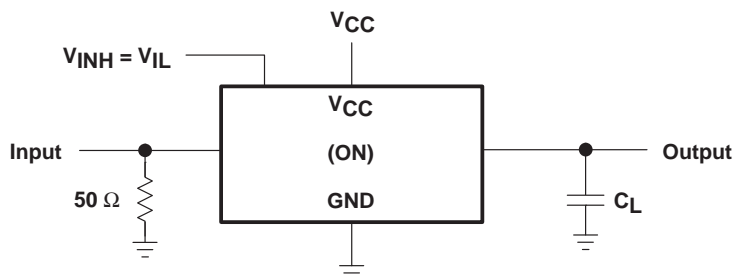 VCC
VINH = VIL
VCC
Input
(ON)
Output
50 Ω
GND
CL